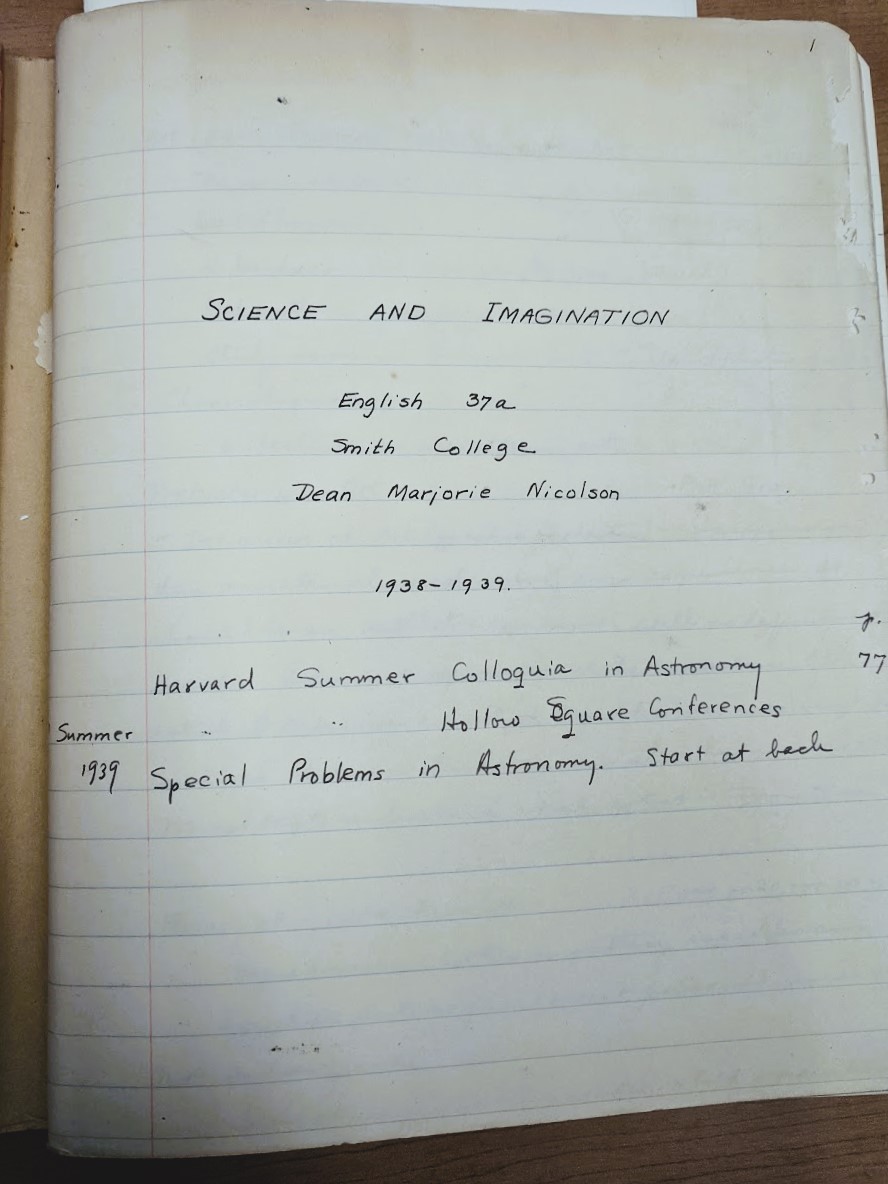 1
SCIENCE AND IMAGINATION
English 37a
Smith College
Dean Marjorie Nicolson
1938-1939.
p.
Harvard Summer Colloquia in Astronomy 77
Summer " " Hollow Square Conferences
1939 Special Problems in Astronomy. Start at back